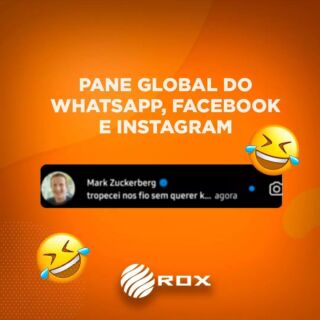 PANE GLOBAL DO
WHATSAPP, FACEBOOK
E INSTAGRAM
Mark Zuckerberg
tropecei nos fio sem querer k... agora
ROX